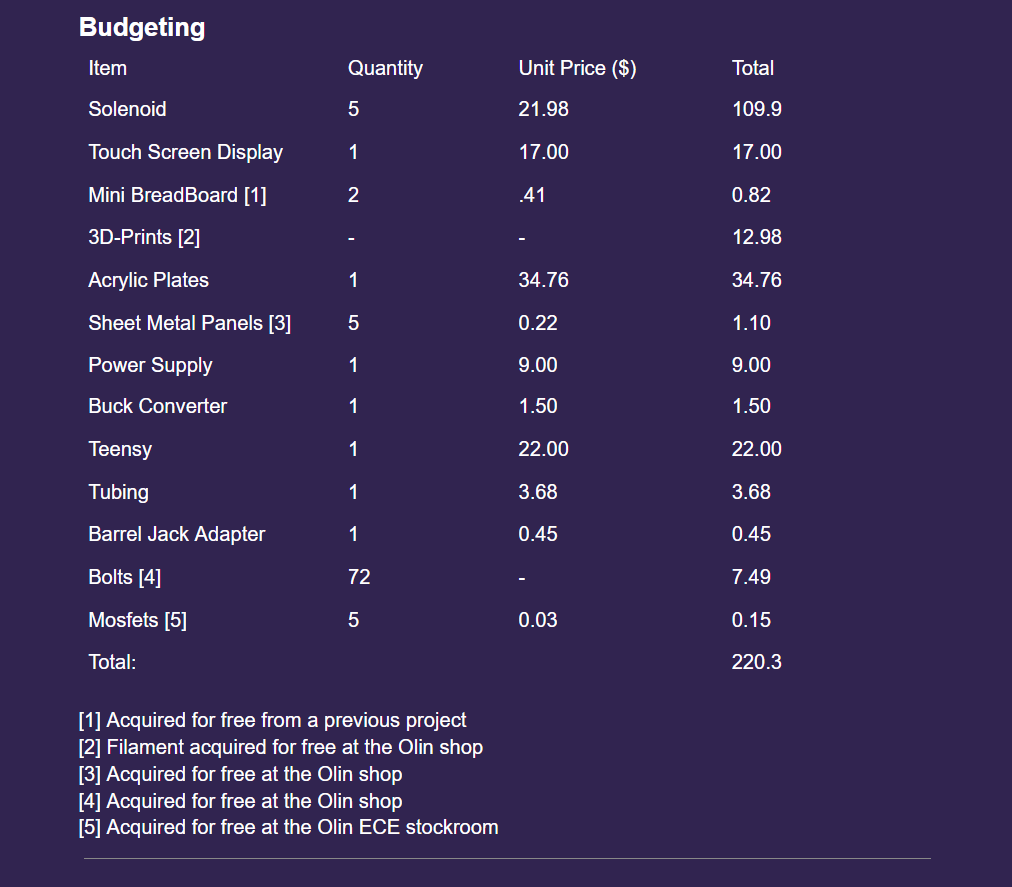 Budgeting
Item Quantity Unit Price ($) Total
Solenoid 5 21.98 109.9
Touch Screen Display 1 17.00 17.00
Mini BreadBoard [1] 2 .41 0.82
3D-Prints [2] - - 12.98
Acrylic Plates 1 34.76 34.76
Sheet Metal Panels [3] 5 0.22 1.10
Power Supply 1 9.00 9.00
Buck Converter 1 1.50 1.50
Teensy 1 22.00 22.00
Tubing 1 3.68 3.68
Barrel Jack Adapter 1 0.45 0.45
Bolts [4] 72 - 7.49
Mosfets [5] 5 0.03 0.15
Total: 220.3
[1] Acquired for free from a previous project
[2] Filament acquired for free at the Olin shop
[3] Acquired for free at the Olin shop
[4] Acquired for free at the Olin shop
[5] Acquired for free at the Olin ECE stockroom